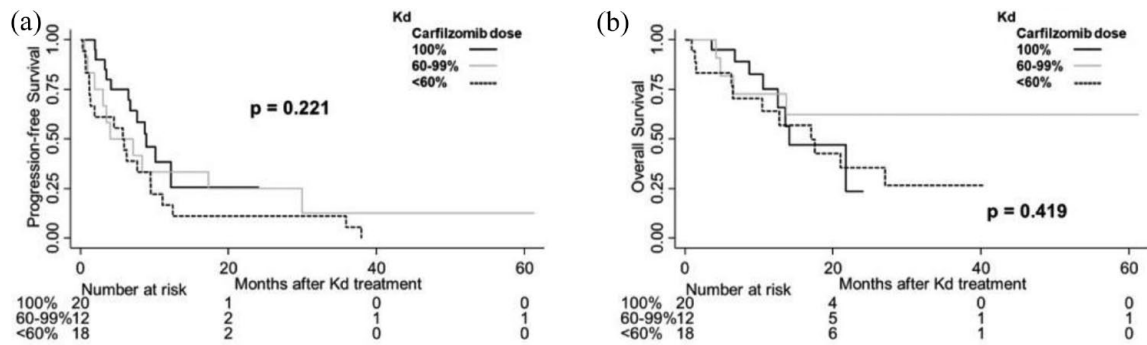 (a)
Kd
Carfilzomib dose
100%
60-99%
<60%
p = 0.221
Progression-free Survival
1.00
0.75
0.50
0.25
0.00
0 20 40 60
Number at risk
Months after Kd treatment
100% 20 1 0 0
60-99%12 2 1 1
<60% 18 2 0 0
(b)
Kd
Carfilzomib dose
100%
60-99%
<60%
Overall Survival
1.00
0.75
0.50
0.25
0.00
p = 0.419
0 20 40 60
Number at risk
Months after Kd treatment
100% 20 4 0 0
60-99%12 5 1 1
<60% 18 6 1 0